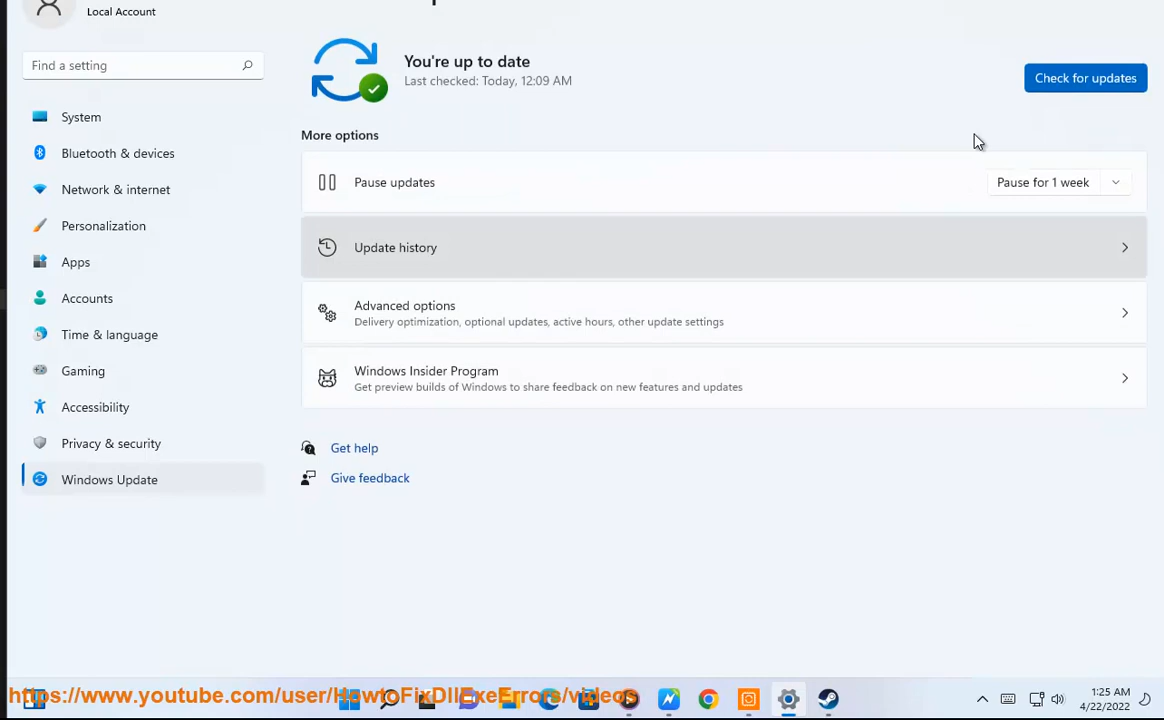 Local Account
Find a setting
System
Bluetooth & devices
Network & internet
Personalization
Apps
Accounts
Time & language
Gaming
Accessibility
Privacy & security
Windows Update
You're up to date
Last checked: Today, 12:09 AM
Check for updates
More options
Pause updates
Pause for 1 week
Update history
Advanced options
Delivery optimization, optional updates, active hours, other update settings
Windows Insider Program
Get preview builds of Windows to share feedback on new features and updates
Get help
Give feedback
https://www.youtube.com/user/HowtoFixDllExeErrors/videos
1:25 AM
4/22/2022